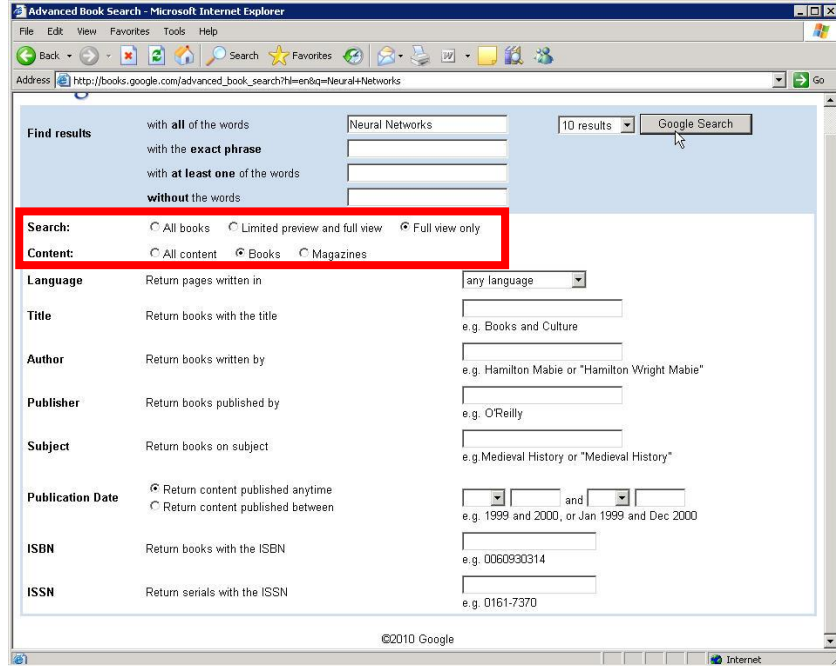 Advanced Book Search - Microsoft Internet Explorer
File Edit View Favorites Tools Help
Back Search Favorites
Address http://books.google.com/advanced_book_search?hl=en&q=Neural+Networks Go
Find results with all of the words Neural Networks 10 results Google Search
with the exact phrase
with at least one of the words
without the words
Search: All books Limited preview and full view Full view only
Content: All content Books Magazines
Language Return pages written in any language
Title Return books with the title
e.g. Books and Culture
Author Return books written by
e.g. Hamilton Mabie or "Hamilton Wright Mabie"
Publisher Return books published by
e.g. O'Reilly
Subject Return books on subject
e.g.Medieval History or "Medieval History"
Publication Date Return content published anytime
Return content published between and
e.g. 1999 and 2000, or Jan 1999 and Dec 2000
ISBN Return books with the ISBN
e.g. 0060930314
ISSN Return serials with the ISSN
e.g. 0161-7370
©2010 Google
Internet